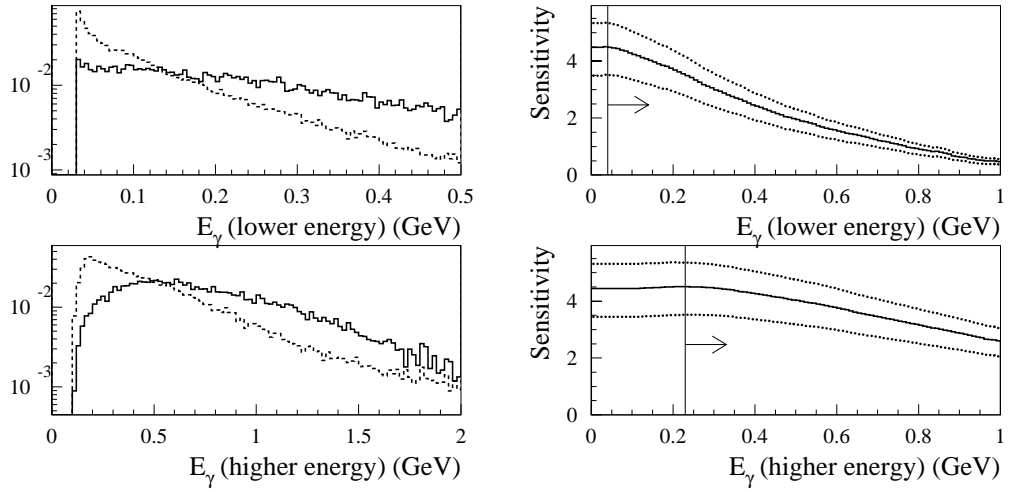 10⁻²
10⁻³
0 0.1 0.2 0.3 0.4 0.5
E_γ (lower energy) (GeV)
Sensitivity
4
2
0
0 0.2 0.4 0.6 0.8 1
E_γ (lower energy) (GeV)
10⁻²
10⁻³
0 0.5 1 1.5 2
E_γ (higher energy) (GeV)
Sensitivity
4
2
0
0 0.2 0.4 0.6 0.8 1
E_γ (higher energy) (GeV)